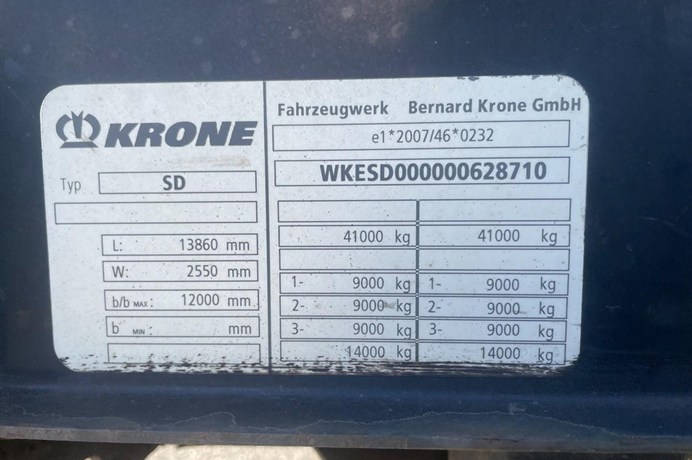 KRONE
Typ SD
L: 13860 mm
W: 2550 mm
b/b MAX: 12000 mm
b MIN: mm
Fahrzeugwerk Bernard Krone GmbH
e1*2007/46*0232
WKESD000000628710
41000 kg 41000 kg
1- 9000 kg 1- 9000 kg
2- 9000 kg 2- 9000 kg
3- 9000 kg 3- 9000 kg
14000 kg 14000 kg